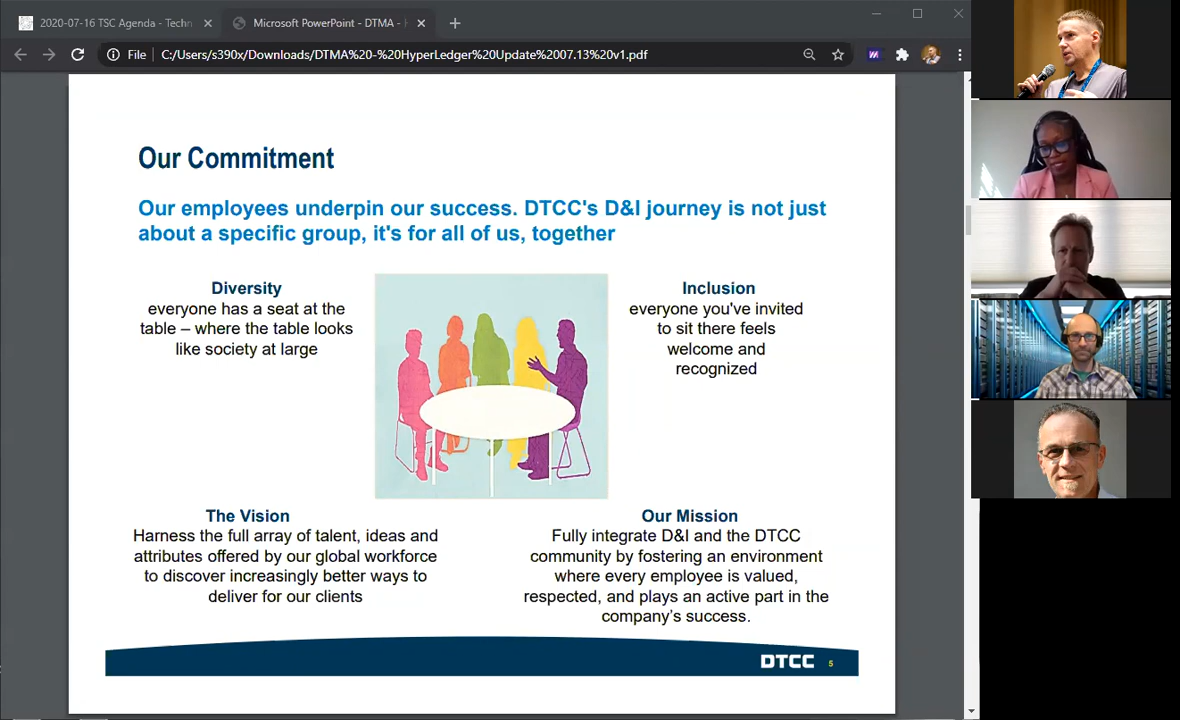 2020-07-16 TSC Agenda - Techn
Microsoft PowerPoint - DTMA - H
File
C:/Users/s390x/Downloads/DTMA%20-%20HyperLedger%20Update%2007.13%20v1.pdf
Our Commitment
Our employees underpin our success. DTCC's D&I journey is not just
about a specific group, it's for all of us, together
Diversity
everyone has a seat at the
table – where the table looks
like society at large
Inclusion
everyone you've invited
to sit there feels
welcome and
recognized
The Vision
Harness the full array of talent, ideas and
attributes offered by our global workforce
to discover increasingly better ways to
deliver for our clients
Our Mission
Fully integrate D&I and the DTCC
community by fostering an environment
where every employee is valued,
respected, and plays an active part in the
company's success.
DTCC
5